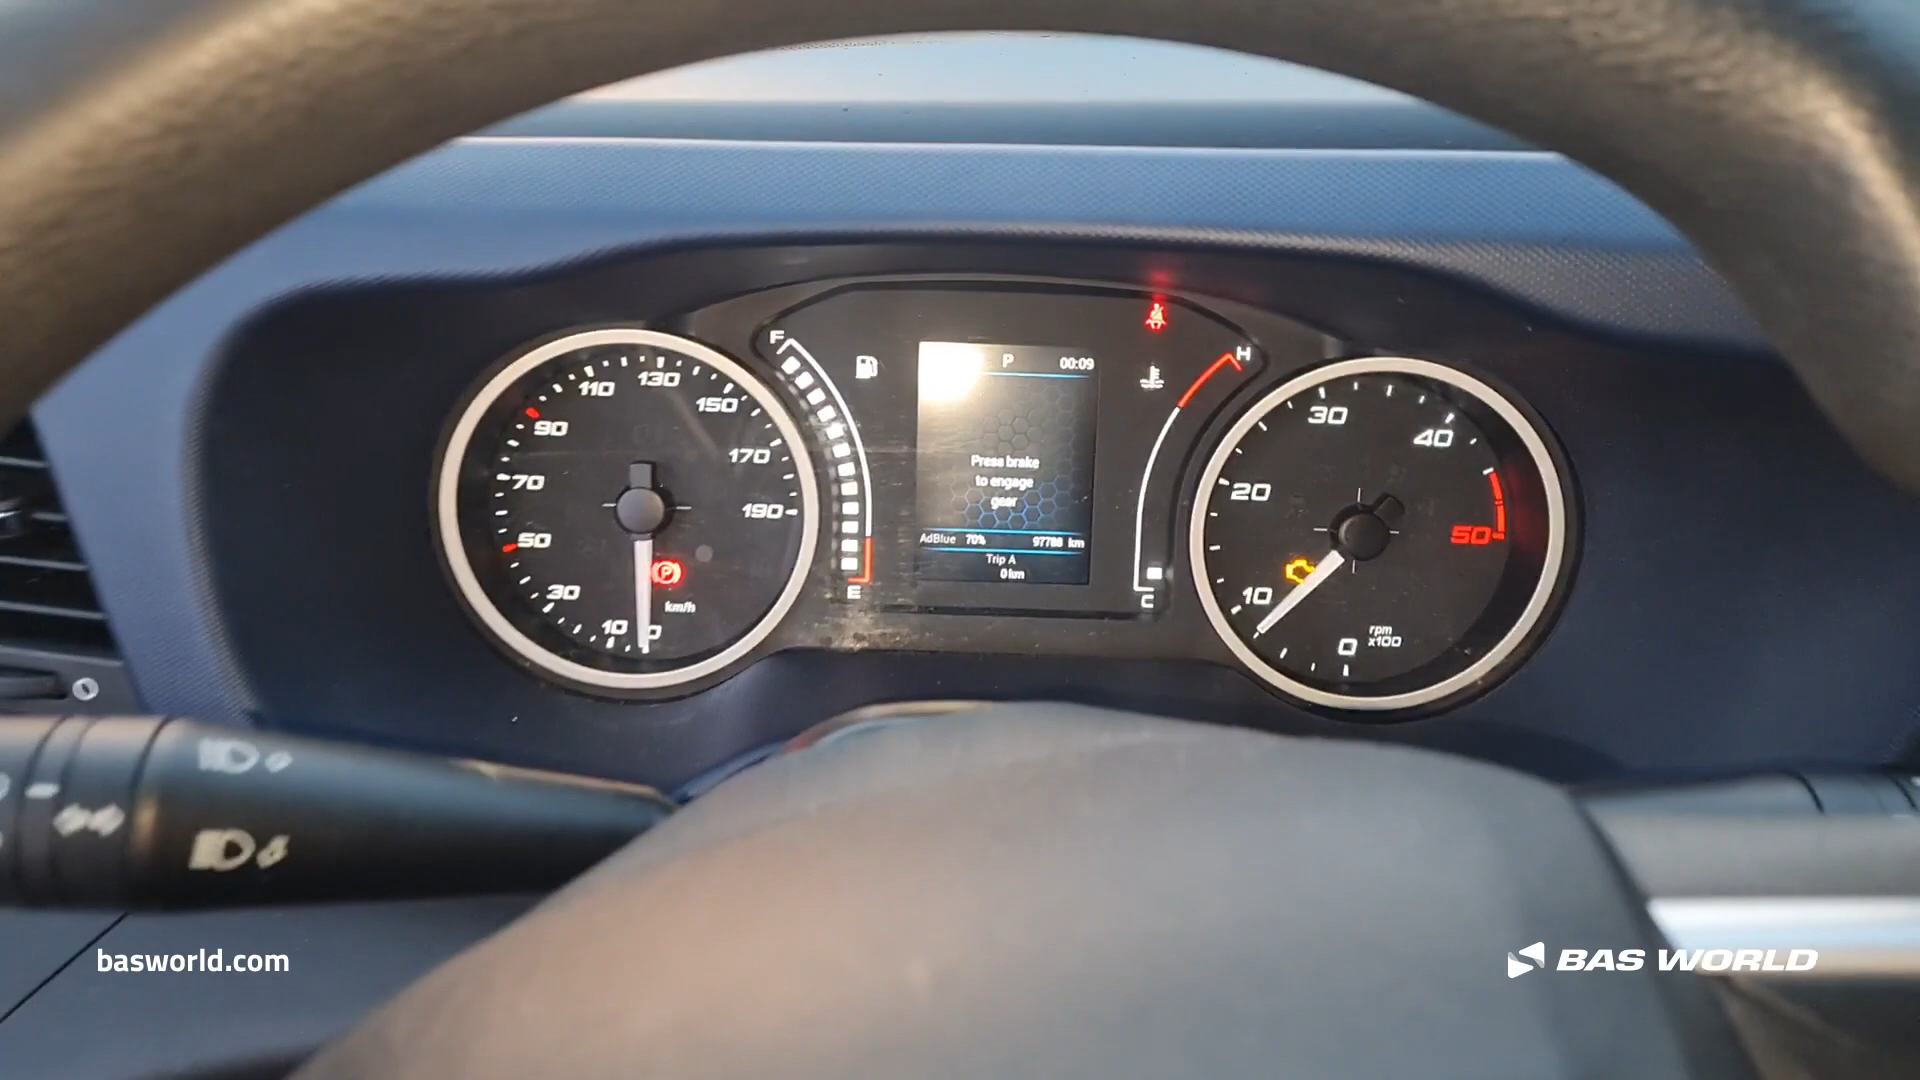 F
P 00:09
H
Press brake
to engage
gear
AdBlue 70% 97788 km
Trip A
0 km
E
C
0
10
30
50
70
90
110
130
150
170
190
km/h
P
0
10
20
30
40
50
rpm
x100
basworld.com
BAS WORLD